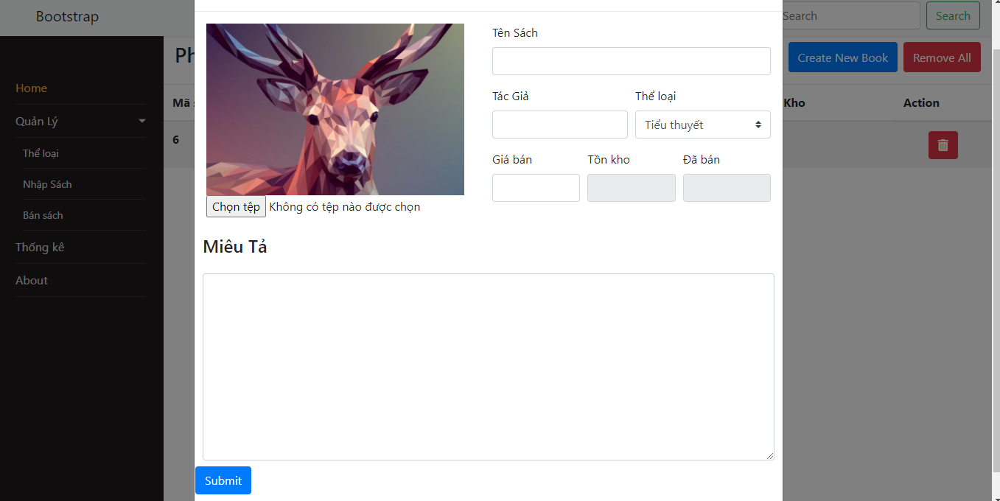 Bootstrap
Search
Search
Ph
Create New Book
Remove All
Home
Quản Lý
Thể loại
Nhập Sách
Bán sách
Thống kê
About
Mã
Kho
Action
6
Tên Sách
Tác Giả
Thể loại
Tiểu thuyết
Giá bán
Tồn kho
Đã bán
Chọn tệp Không có tệp nào được chọn
Miêu Tả
Submit